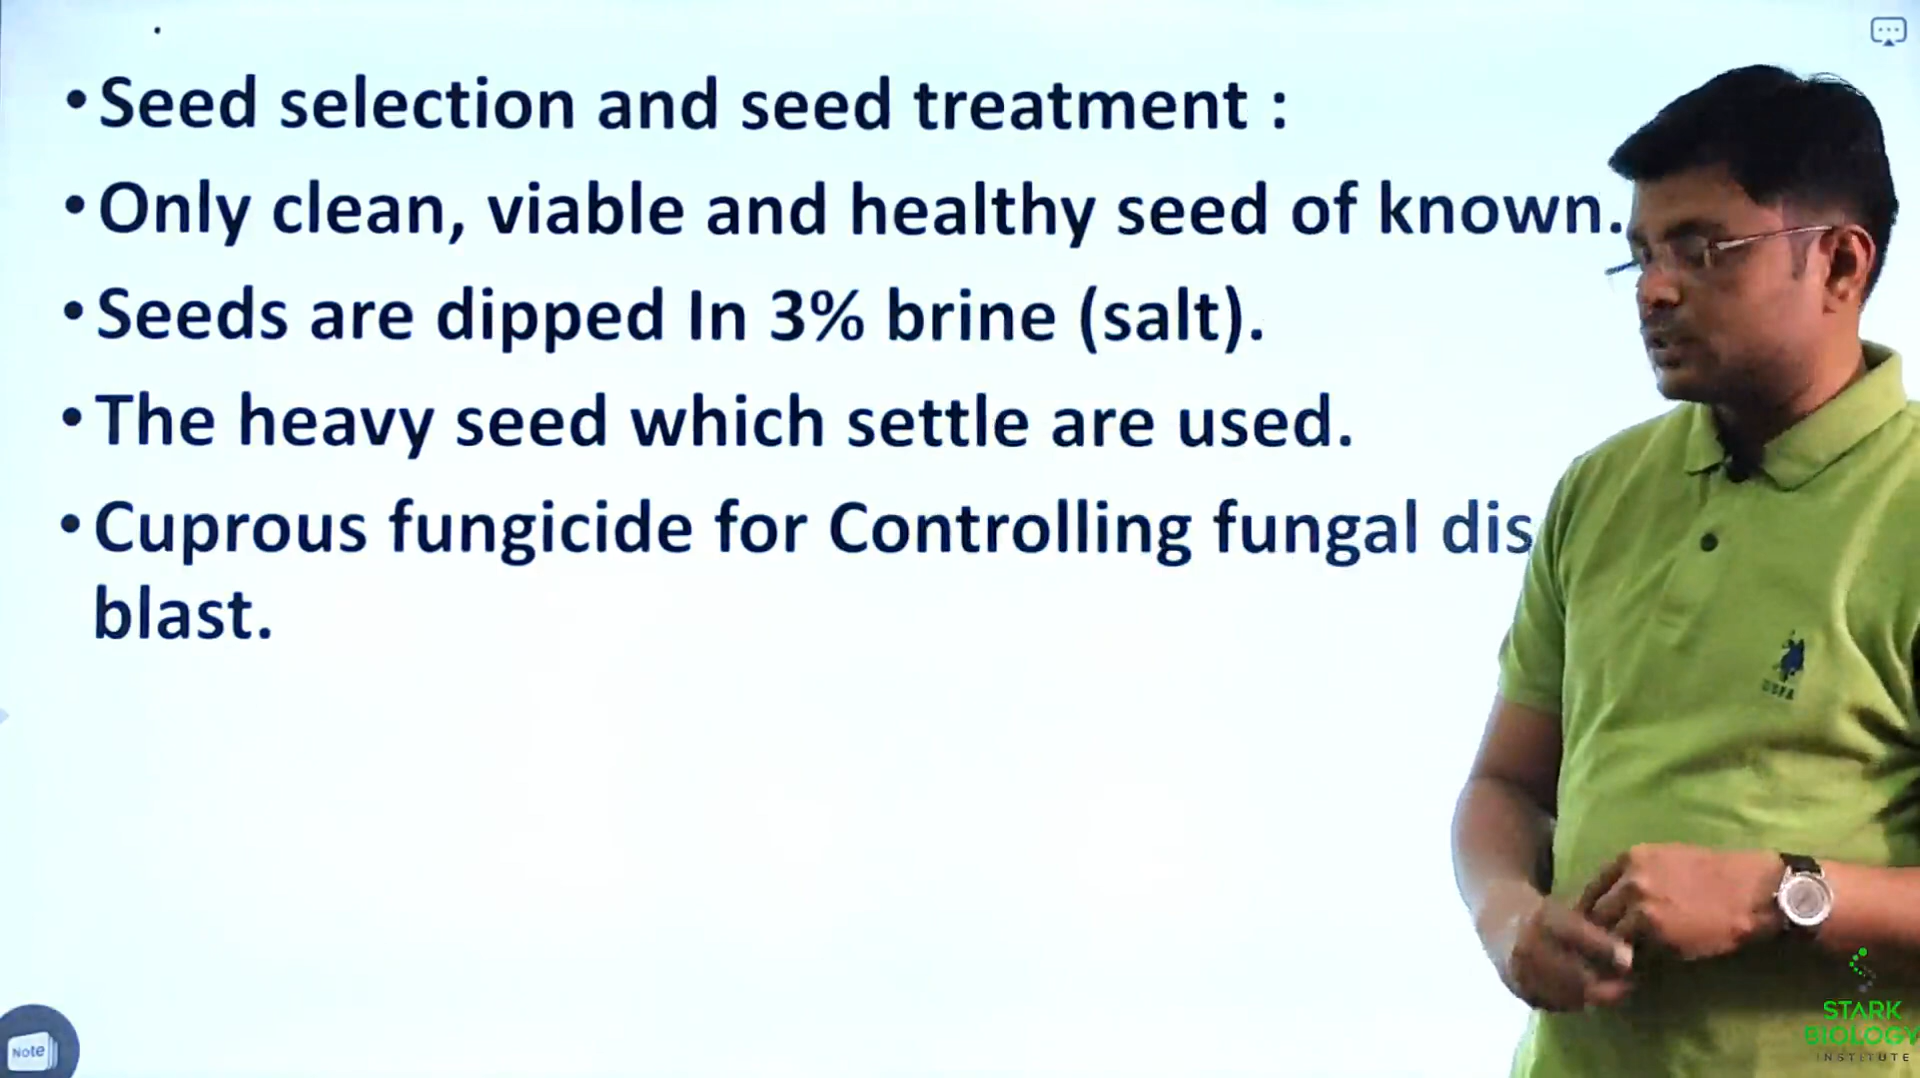 • Seed selection and seed treatment :
• Only clean, viable and healthy seed of known.
• Seeds are dipped In 3% brine (salt).
• The heavy seed which settle are used.
• Cuprous fungicide for Controlling fungal
blast.
Note
STARK
BIOLOGY
INSTITUTE